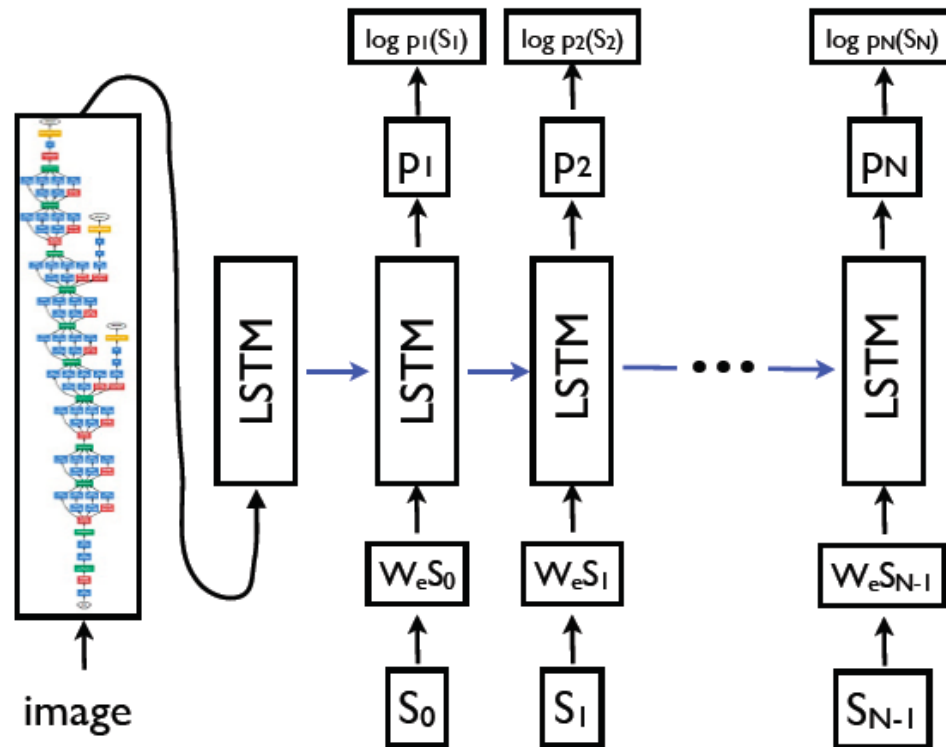 log p₁(S₁) log p₂(S₂) log pN(SN)
p₁ p₂ pN
LSTM LSTM LSTM LSTM
WₑS₀ WₑS₁ WₑSN-1
image S₀ S₁ SN-1